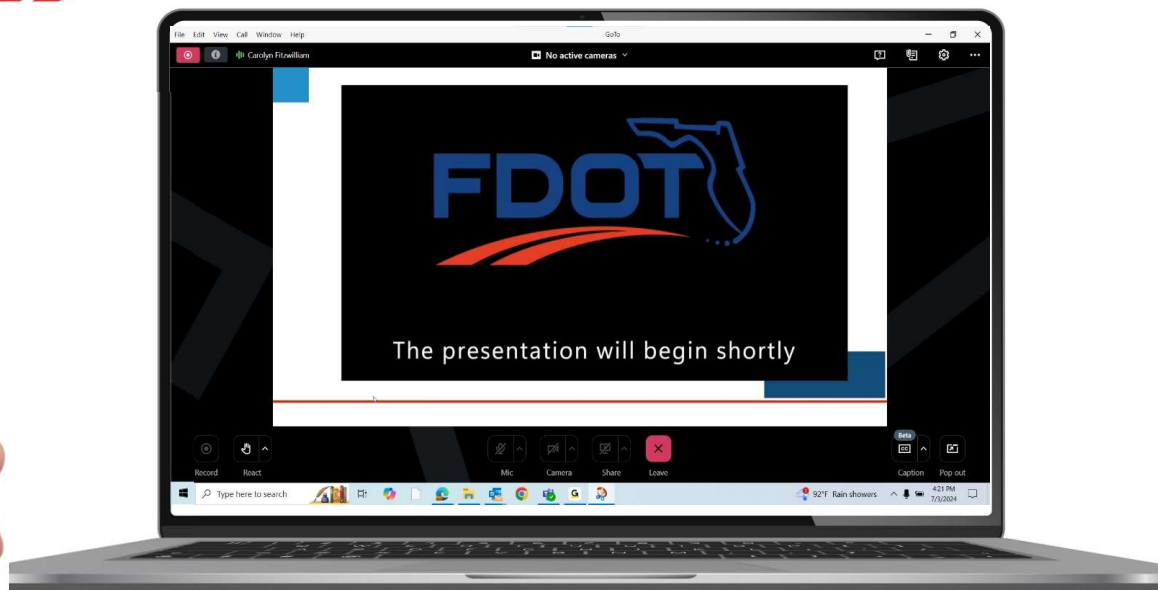 File Edit View Call Window Help
GoTo
Carolyn Fitzwilliam
No active cameras
FDOT
The presentation will begin shortly
Record
React
Mic
Camera
Share
Leave
Beta
CC
Caption
Pop out
Type here to search
G
92°F Rain showers
4:21 PM
7/3/2024